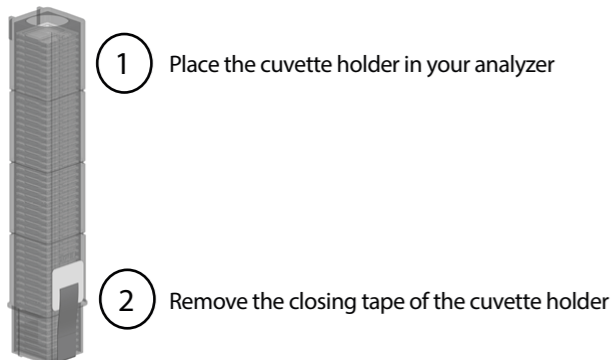 1 Place the cuvette holder in your analyzer
2 Remove the closing tape of the cuvette holder